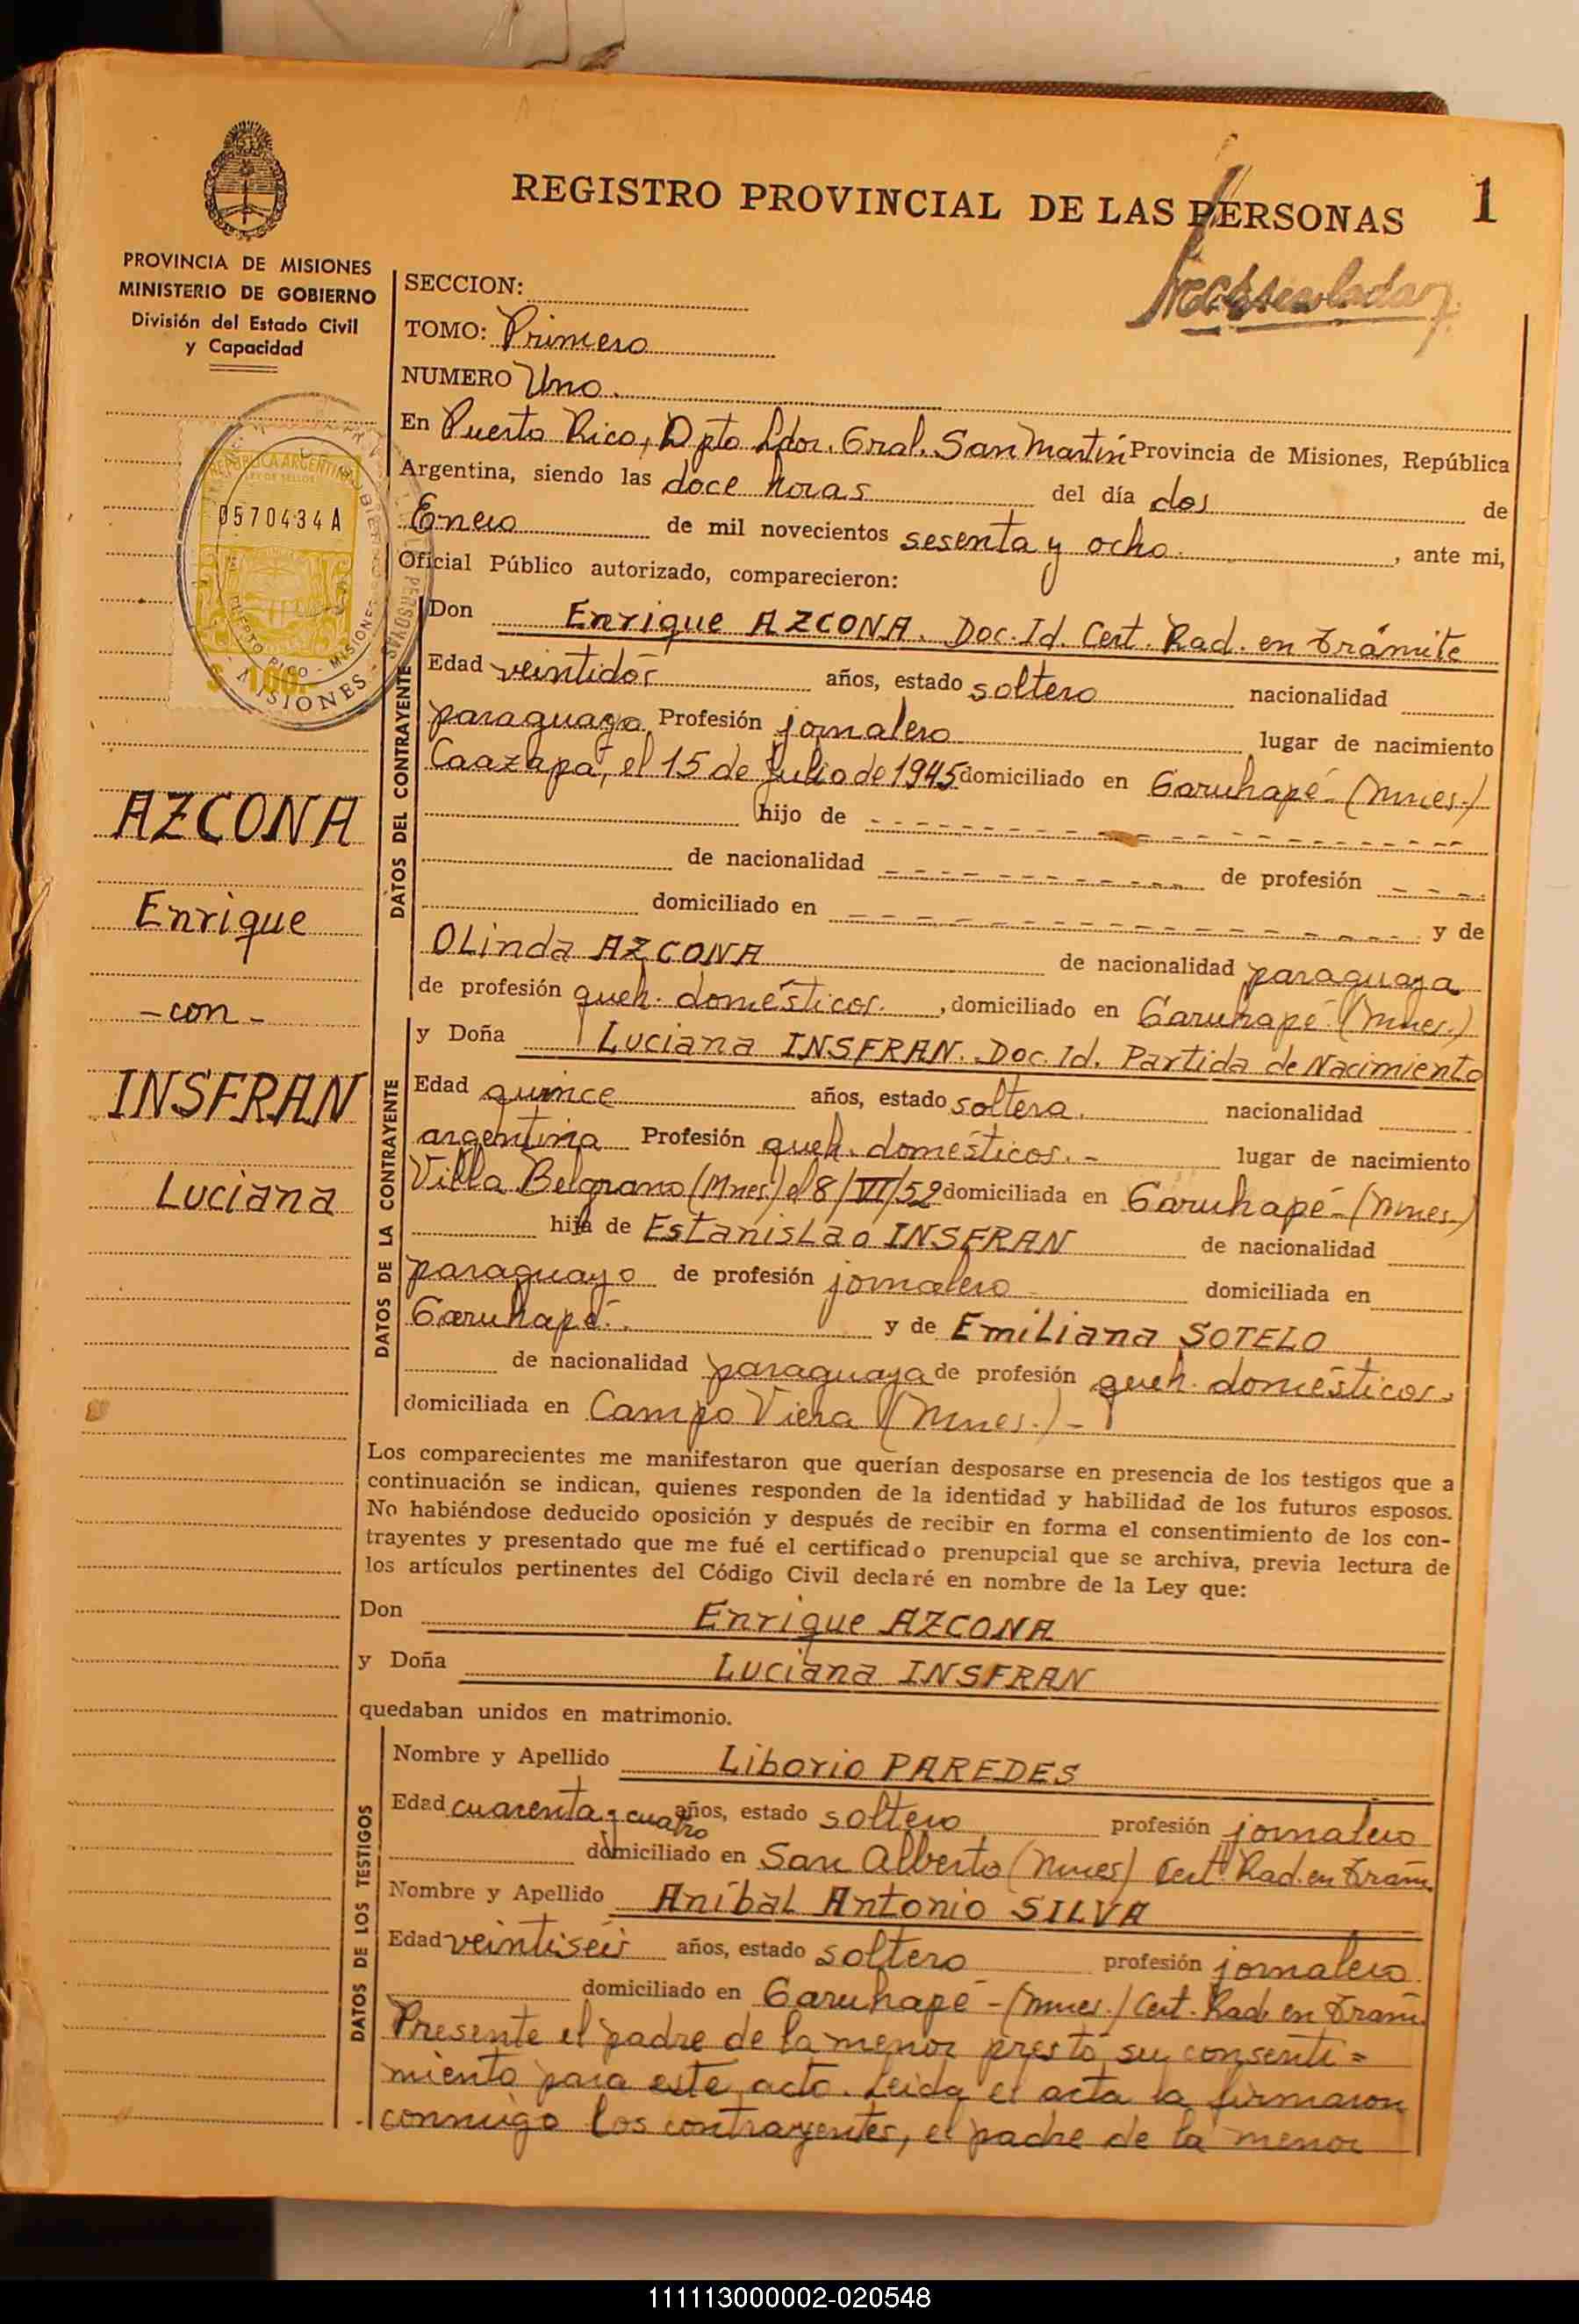 REGISTRO PROVINCIAL DE LAS PERSONAS
1
PROVINCIA DE MISIONES
MINISTERIO DE GOBIERNO
División del Estado Civil
y Capacidad
REPUBLICA ARGENTINA
LEY DE SELLOS
0570434 A
PUERTO RICO - MISIONES
$ 100.-
- MISIONES -
AZCONA
Enrique
- con -
INSFRAN
Luciana
SECCION:
TOMO: Primero
NUMERO Uno.
En Puerto Rico, Dpto Ldor. Gral. San Martín Provincia de Misiones, República
Argentina, siendo las doce horas del día dos de
Enero de mil novecientos sesenta y ocho. , ante mi,
Oficial Público autorizado, comparecieron:
DATOS DEL CONTRAYENTE
Don Enrique AZCONA. Doc. Id. Cert. Rad. en trámite
Edad veintidos años, estado soltero nacionalidad
paraguayo Profesión jornalero lugar de nacimiento
Caazapá, el 15 de Julio de 1945 domiciliado en Garuhapé - (Mnes.)
hijo de
de nacionalidad de profesión
domiciliado en y de
OLinda AZCONA de nacionalidad paraguaya
de profesión queh. domésticos. , domiciliado en Garuhapé (Mnes.)
DATOS DE LA CONTRAYENTE
y Doña Luciana INSFRAN. Doc. Id. Partida de Nacimiento
Edad quince años, estado soltera. nacionalidad
argentina Profesión queh. domésticos. - lugar de nacimiento
Villa Belgrano (Mnes.) el 8/VII/52 domiciliada en Garuhapé - (Mnes.)
hija de EstanisLao INSFRAN de nacionalidad
paraguayo de profesión jornalero domiciliada en
Garuhapé. y de EmiLiana SOTELO
de nacionalidad paraguaya de profesión queh. domésticos.
domiciliada en Campo Viera (Mnes.) -
Los comparecientes me manifestaron que querían desposarse en presencia de los testigos que a
continuación se indican, quienes responden de la identidad y habilidad de los futuros esposos.
No habiéndose deducido oposición y después de recibir en forma el consentimiento de los con-
trayentes y presentado que me fué el certificado prenupcial que se archiva, previa lectura de
los artículos pertinentes del Código Civil declaré en nombre de la Ley que:
Don Enrique AZCONA
y Doña Luciana INSFRAN
quedaban unidos en matrimonio.
DATOS DE LOS TESTIGOS
Nombre y Apellido Liborio PAREDES
Edad cuarenta y cuatro años, estado soltero profesión jornalero
domiciliado en San Alberto (Mnes) Cert. Rad. en trám.
Nombre y Apellido AníbaL Antonio SILVA
Edad veintiseis años, estado soltero profesión jornalero
domiciliado en Garuhapé - (Mnes.) Cert. Rad. en trám.
Presente el padre de la menor prestó su consenti=
miento para este acto. Leida el acta la firmaron
conmigo los contrayentes, el padre de la menor
111113000002-020548